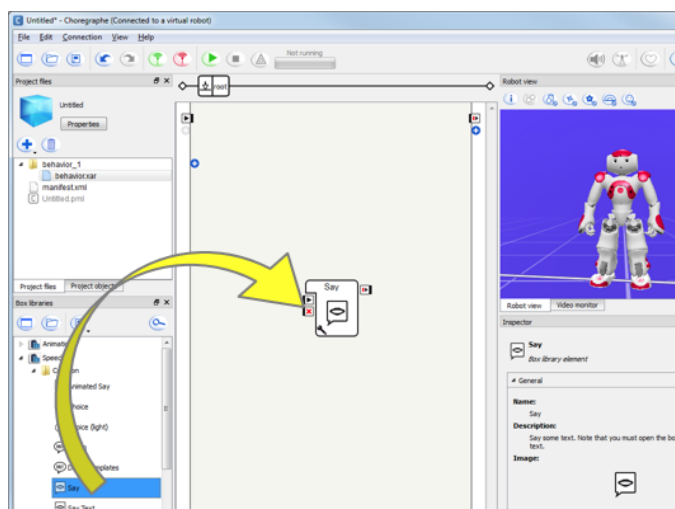 Untitled* - Choregraphe (Connected to a virtual robot)
File Edit Connection View Help
Not running
Project files
root
Robot view
Untitled
Properties
behavior_1
behavior.xar
manifest.xml
Untitled.pml
Say
Project files Project objects
Robot view Video monitor
Box libraries
Inspector
Say
Box library element
General
Name:
Say
Description:
Say some text. Note that you must open the bo
text.
Image:
Animated Say
(light)
Say
Say Text